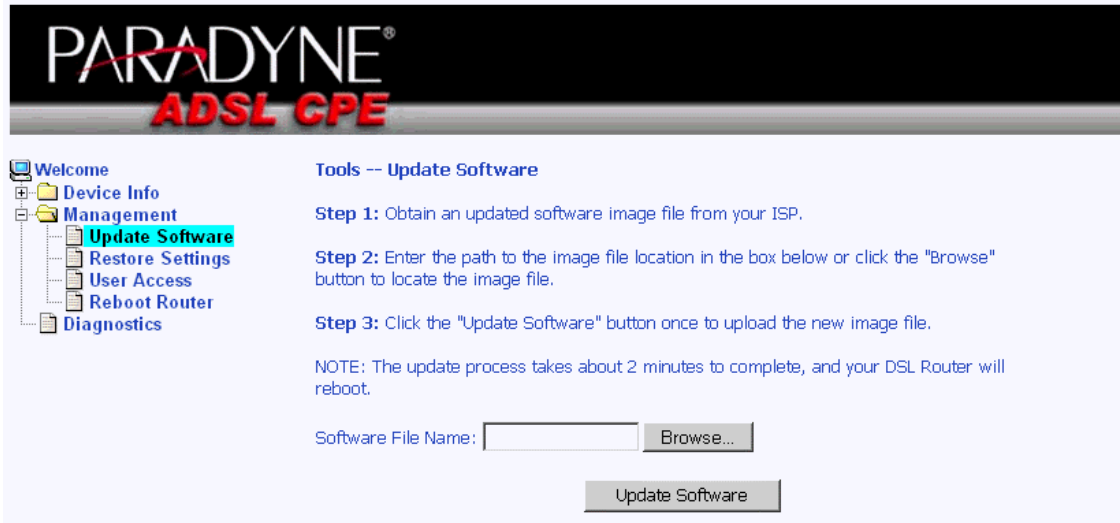 PARADYNE®
ADSL CPE
Welcome
Device Info
Management
Update Software
Restore Settings
User Access
Reboot Router
Diagnostics
Tools -- Update Software
Step 1: Obtain an updated software image file from your ISP.
Step 2: Enter the path to the image file location in the box below or click the "Browse"
button to locate the image file.
Step 3: Click the "Update Software" button once to upload the new image file.
NOTE: The update process takes about 2 minutes to complete, and your DSL Router will
reboot.
Software File Name: Browse...
Update Software